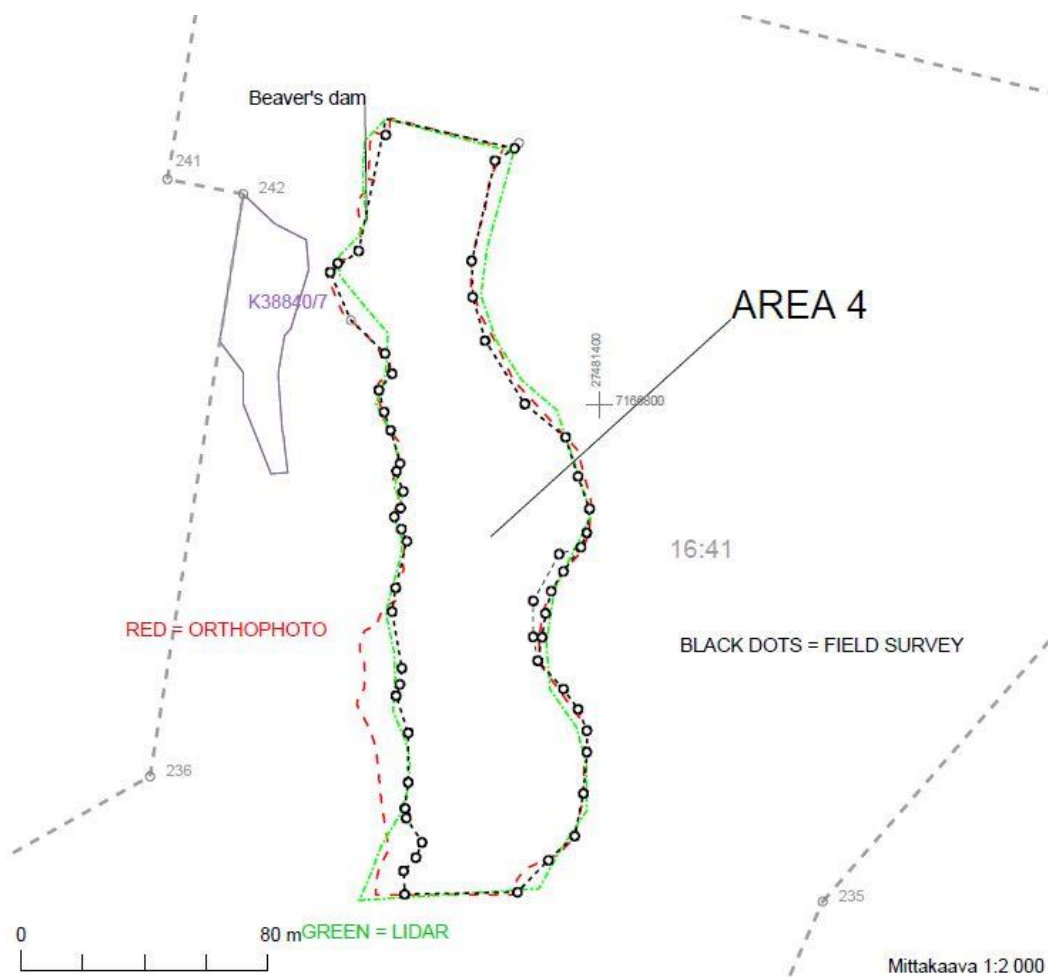 Beaver's dam
241
242
K38840/7
AREA 4
27481400
7166800
16:41
RED = ORTHOPHOTO
BLACK DOTS = FIELD SURVEY
236
235
0 80 m
GREEN = LIDAR
Mittakaava 1:2 000